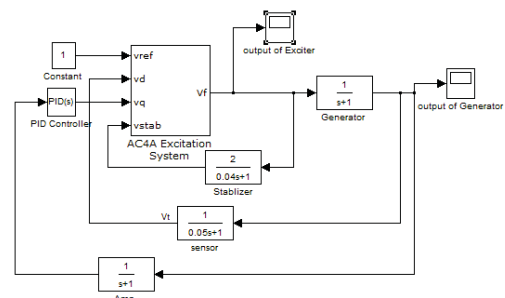 output of Exciter
1
Constant
vref
vd
vq
vstab
Vf
AC4A Excitation
System
PID(s)
PID Controller
1
s+1
Generator
output of Generator
2
0.04s+1
Stablizer
Vt
1
0.05s+1
sensor
1
s+1